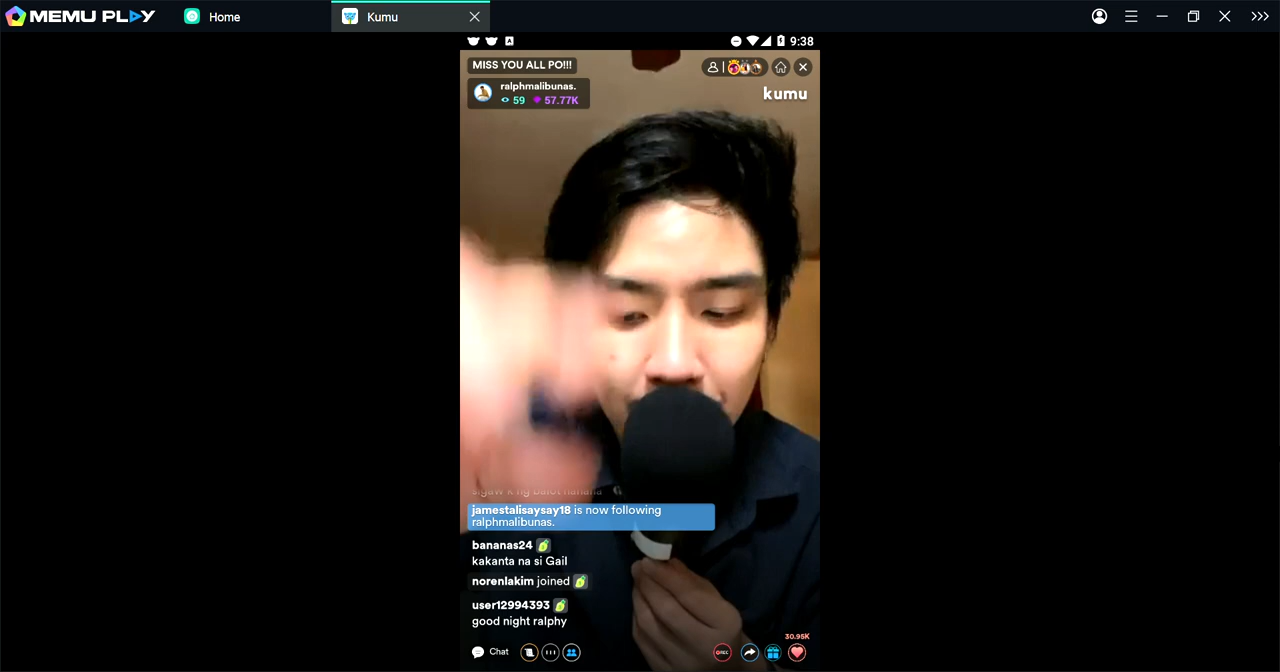 MEMU PLAY
Home
Kumu
9:38
MISS YOU ALL PO!!!
ralphmalibunas.
59 57.77K
kumu
jamestalisaysay18 is now following
ralphmalibunas.
bananas24
kakanta na si Gail
norenlakim joined
user12994393
good night ralphy
30.95K
Chat
REC